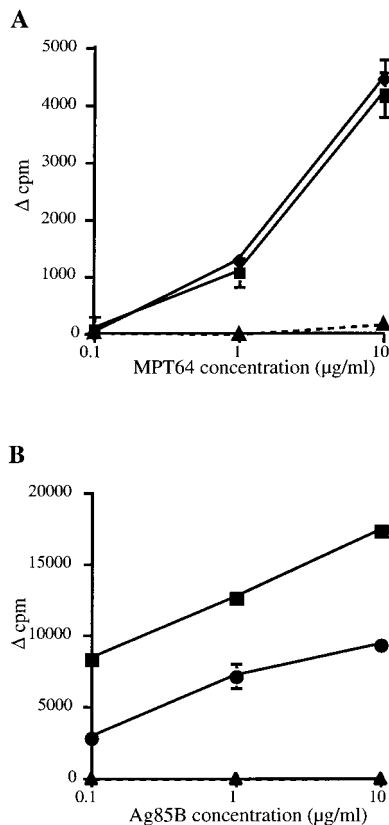 A
5000
4000
3000
2000
1000
0
Δ cpm
0.1 1 10
MPT64 concentration (µg/ml)
B
20000
15000
10000
5000
0
Δ cpm
0.1 1 10
Ag85B concentration (µg/ml)